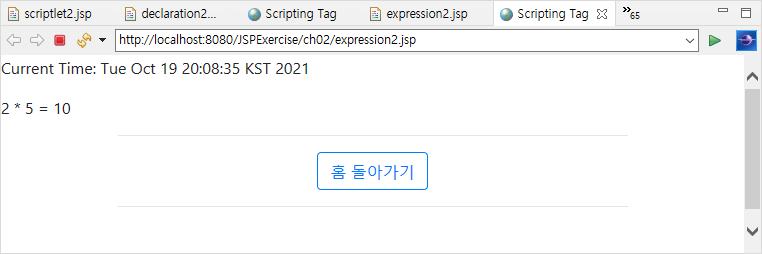 scriptlet2.jsp declaration2... Scripting Tag expression2.jsp Scripting Tag »65
http://localhost:8080/JSPExercise/ch02/expression2.jsp
Current Time: Tue Oct 19 20:08:35 KST 2021
2 * 5 = 10
홈 돌아가기